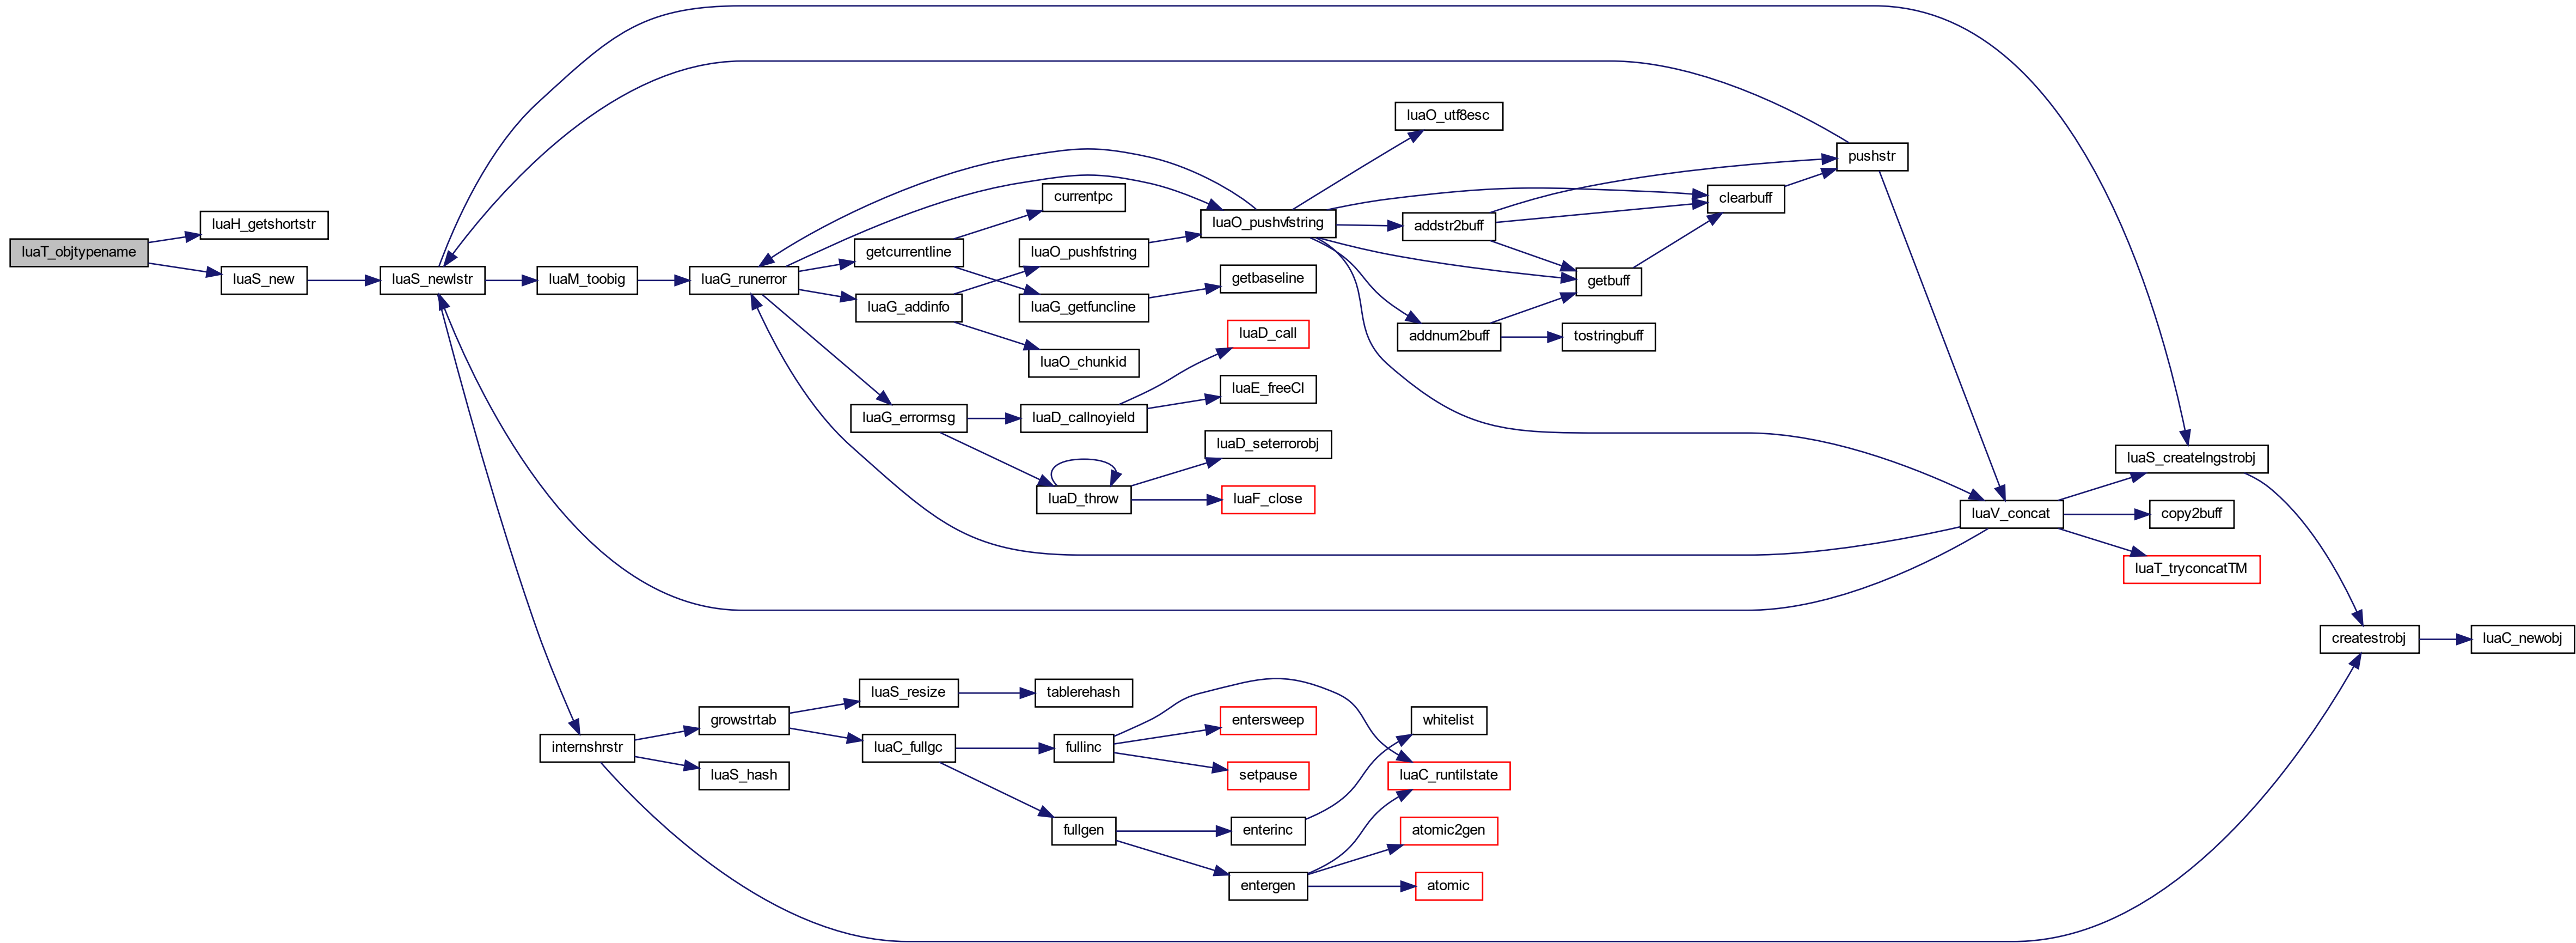 luaT_objtypename
luaH_getshortstr
luaS_new
luaS_newlstr
luaM_toobig
luaG_runerror
getcurrentline
luaG_addinfo
luaG_errormsg
currentpc
luaO_pushfstring
luaG_getfuncline
luaO_chunkid
luaD_callnoyield
luaD_throw
luaO_pushvfstring
getbaseline
luaD_call
luaE_freeCI
luaD_seterrorobj
luaF_close
luaO_utf8esc
addstr2buff
addnum2buff
getbuff
tostringbuff
clearbuff
pushstr
luaV_concat
luaS_createlngstrobj
copy2buff
luaT_tryconcatTM
createstrobj
luaC_newobj
internshrstr
growstrtab
luaS_hash
luaS_resize
luaC_fullgc
tablerehash
fullinc
fullgen
entersweep
setpause
enterinc
entergen
whitelist
luaC_runtilstate
atomic2gen
atomic